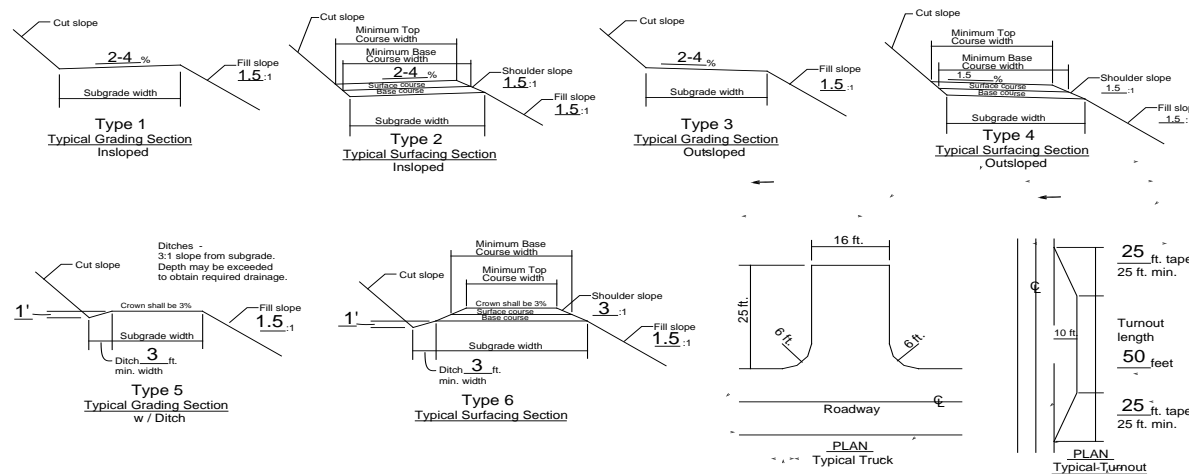 Cut slope
2-4 %
Fill slope
1.5 :1
Subgrade width
Type 1
Typical Grading Section
Insloped
Cut slope
Minimum Top
Course width
Minimum Base
Course width
2-4 %
Surface course
Base course
Shoulder slope
1.5 :1
Fill slope
1.5 :1
Subgrade width
Type 2
Typical Surfacing Section
Insloped
Cut slope
2-4 %
Fill slope
1.5 :1
Subgrade width
Type 3
Typical Grading Section
Outsloped
Cut slope
Minimum Top
Course width
Minimum Base
Course width
1.5 %
Surface course
Base course
Shoulder slope
1.5 :1
Fill slop
1.5 :1
Subgrade width
Type 4
Typical Surfacing Section
Outsloped
Ditches -
3:1 slope from subgrade.
Depth may be exceeded
to obtain required drainage.
Cut slope
Crown shall be 3%
1'
Fill slope
1.5 :1
Subgrade width
Ditch 3 ft.
min. width
Type 5
Typical Grading Section
w / Ditch
Minimum Base
Course width
Minimum Top
Course width
Cut slope
Crown shall be 3%
Surface course
Base course
1'
Shoulder slope
3 :1
Fill slope
1.5 :1
Subgrade width
Ditch 3 ft.
min. width
Type 6
Typical Surfacing Section
16 ft.
25 ft.
6 ft.
6 ft.
Roadway
℄
PLAN
Typical Truck
℄
10 ft.
25 ft. tape
25 ft. min.
Turnout
length
50 feet
25 ft. tape
25 ft. min.
PLAN
Typical Turnout